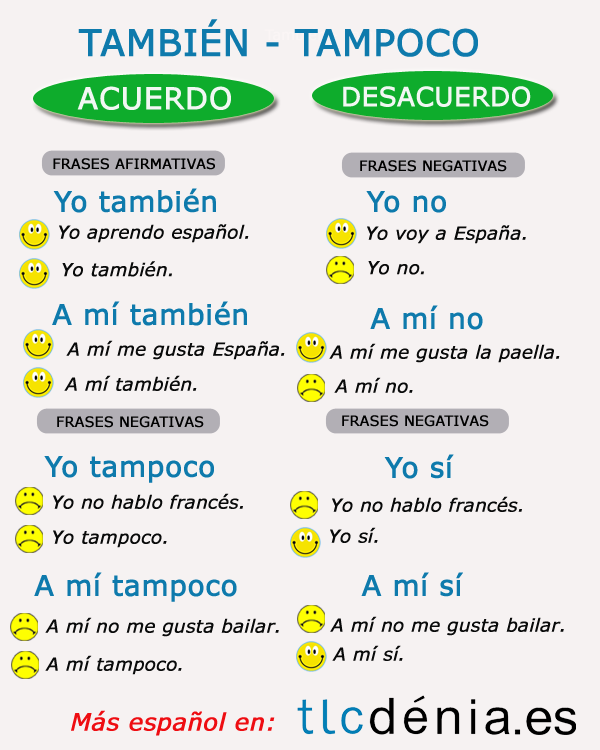 TAMBIÉN - TAMPOCO
ACUERDO
FRASES AFIRMATIVAS
Yo también
Yo aprendo español.
Yo también.
A mí también
A mí me gusta España.
A mí también.
FRASES NEGATIVAS
Yo tampoco
Yo no hablo francés.
Yo tampoco.
A mí tampoco
A mí no me gusta bailar.
A mí tampoco.
DESACUERDO
FRASES NEGATIVAS
Yo no
Yo voy a España.
Yo no.
A mí no
A mí me gusta la paella.
A mí no.
FRASES NEGATIVAS
Yo sí
Yo no hablo francés.
Yo sí.
A mí sí
A mí no me gusta bailar.
A mí sí.
Más español en: tlcdénia.es